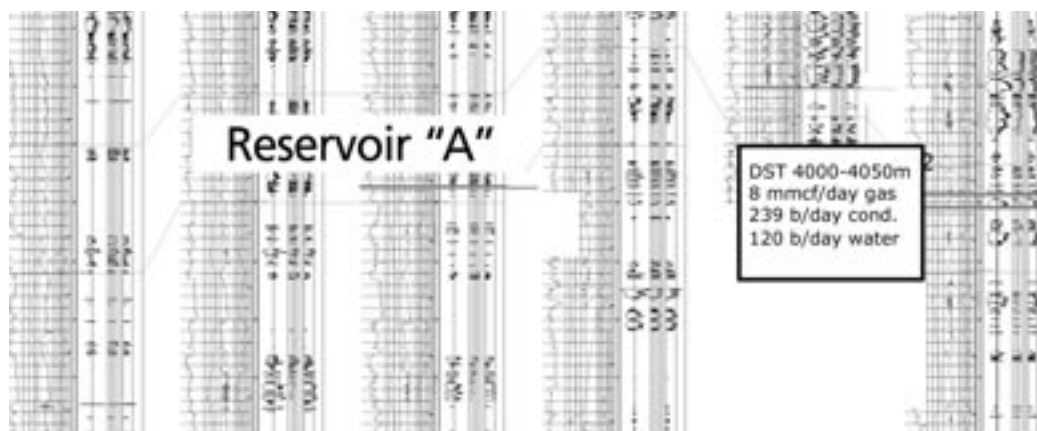 Reservoir "A"
DST 4000-4050m
8 mmcf/day gas
239 b/day cond.
120 b/day water